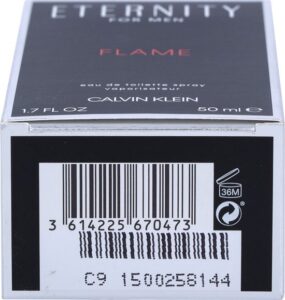 ETERNITY
FOR MEN
FLAME
eau de toilette spray
vaporisateur
CALVIN KLEIN
1.7 FL OZ 50 ml e
36M
3 614225 670473
C9 1500258144